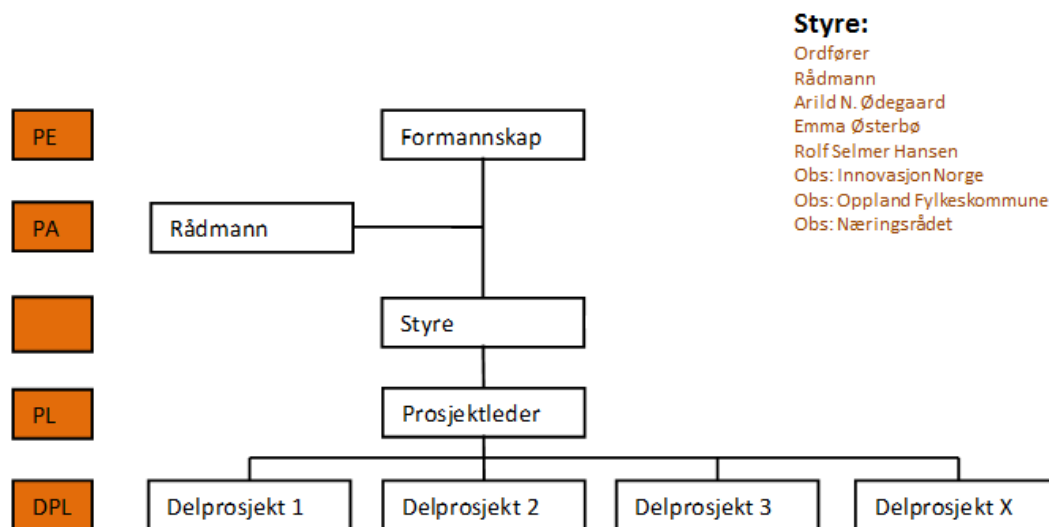 Styre:
Ordfører
Rådmann
Arild N. Ødegaard
Emma Østerbø
Rolf Selmer Hansen
Obs: Innovasjon Norge
Obs: Oppland Fylkeskommune
Obs: Næringsrådet
PE
Formannskap
PA
Rådmann
Styre
PL
Prosjektleder
DPL
Delprosjekt 1
Delprosjekt 2
Delprosjekt 3
Delprosjekt X